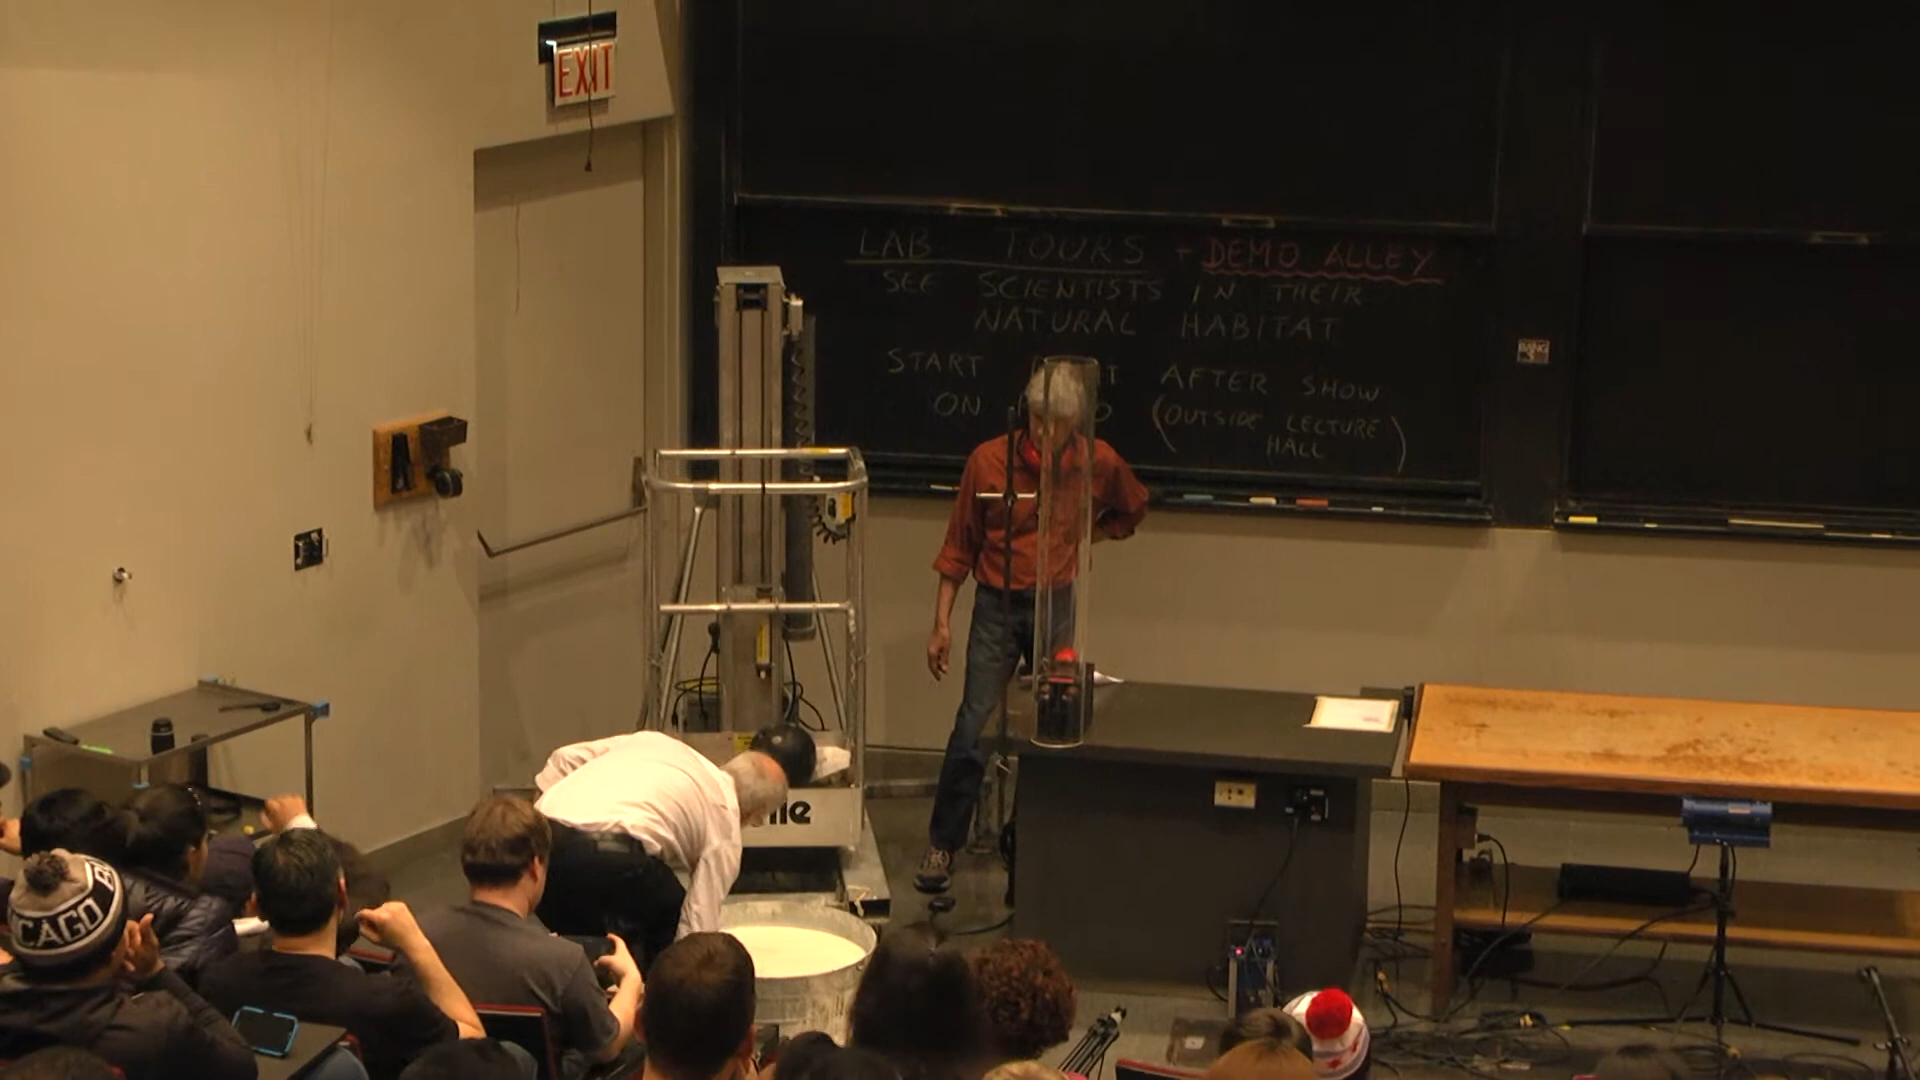 EXIT
LAB TOURS + DEMO ALLEY
SEE SCIENTISTS IN THEIR
NATURAL HABITAT
START AFTER SHOW
ON (OUTSIDE LECTURE
HALL)
CAGO